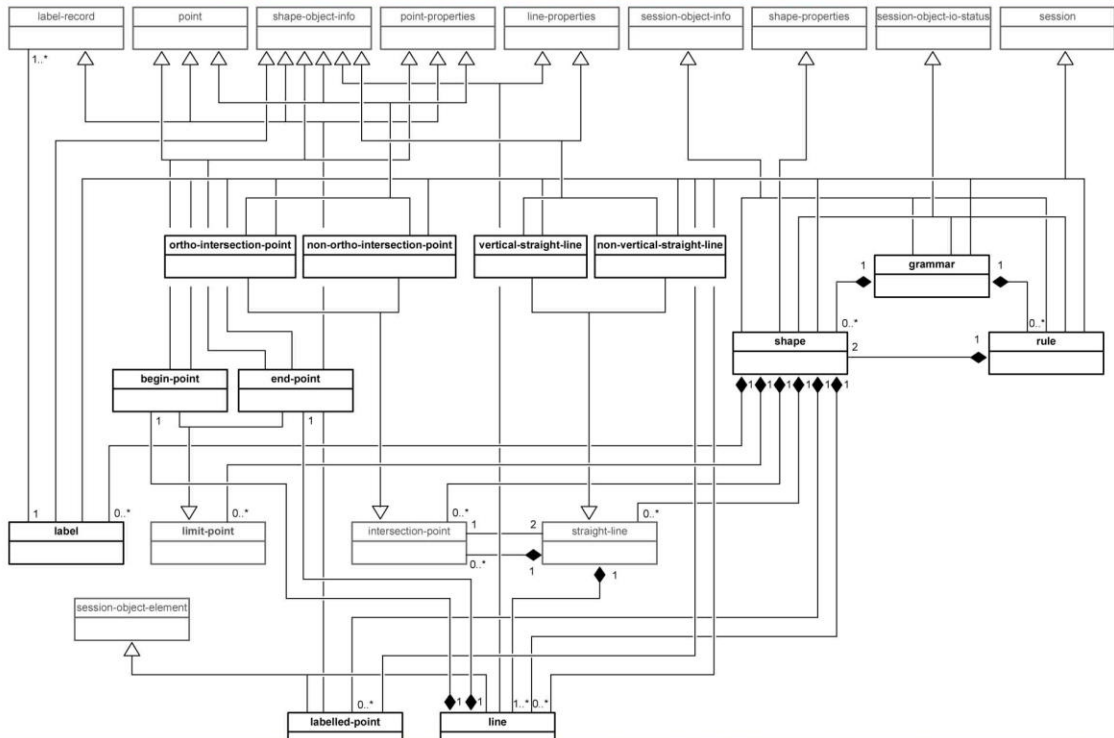 label-record point shape-object-info point-properties line-properties session-object-info shape-properties session-object-io-status session
1..*
ortho-intersection-point non-ortho-intersection-point vertical-straight-line non-vertical-straight-line
grammar
1 1
0..* 0..*
shape rule
2 1
begin-point end-point
1 1 1 1 1 1 1 1
1 0..* 0..* 0..* 1 2 0..*
label limit-point intersection-point straight-line
0..* 1 1
session-object-element
0..* 1 1 1..* 0..*
labelled-point line